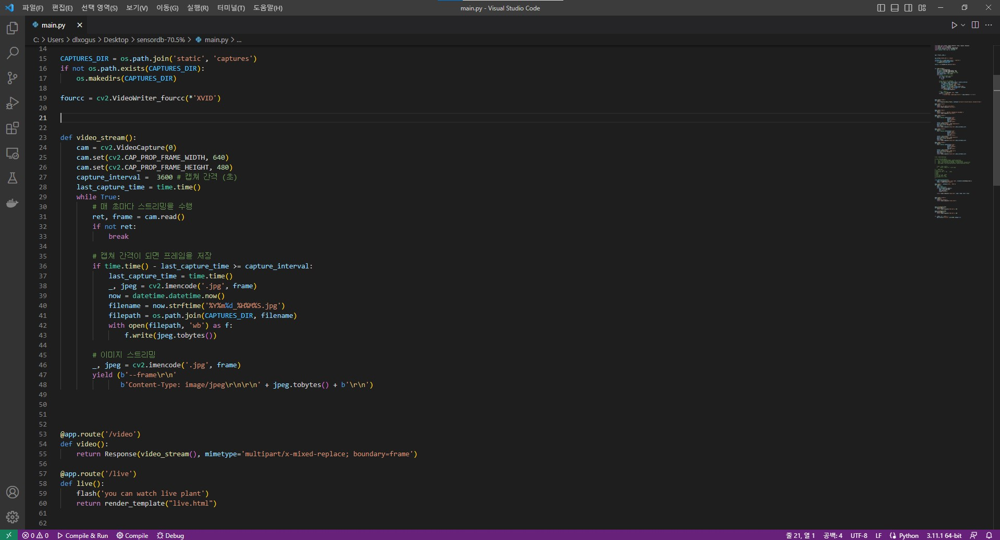 파일(F) 편집(E) 선택 영역(S) 보기(V) 이동(G) 실행(R) 터미널(T) 도움말(H) main.py - Visual Studio Code
main.py
C: > Users > dlxogus > Desktop > sensordb-70.5% > main.py > ...
14
15 CAPTURES_DIR = os.path.join('static', 'captures')
16 if not os.path.exists(CAPTURES_DIR):
17 os.makedirs(CAPTURES_DIR)
18
19 fourcc = cv2.VideoWriter_fourcc(*'XVID')
20
21
22
23 def video_stream():
24 cam = cv2.VideoCapture(0)
25 cam.set(cv2.CAP_PROP_FRAME_WIDTH, 640)
26 cam.set(cv2.CAP_PROP_FRAME_HEIGHT, 480)
27 capture_interval =  3600 # 캡쳐 간격 (초)
28 last_capture_time = time.time()
29 while True:
30 # 매 초마다 스트리밍을 수행
31 ret, frame = cam.read()
32 if not ret:
33 break
34
35 # 캡쳐 간격이 되면 프레임을 저장
36 if time.time() - last_capture_time >= capture_interval:
37 last_capture_time = time.time()
38 _, jpeg = cv2.imencode('.jpg', frame)
39 now = datetime.datetime.now()
40 filename = now.strftime('%Y%m%d_%H%M%S.jpg')
41 filepath = os.path.join(CAPTURES_DIR, filename)
42 with open(filepath, 'wb') as f:
43 f.write(jpeg.tobytes())
44
45 # 이미지 스트리밍
46 _, jpeg = cv2.imencode('.jpg', frame)
47 yield (b'--frame\r\n'
48 b'Content-Type: image/jpeg\r\n\r\n' + jpeg.tobytes() + b'\r\n')
49
50
51
52
53 @app.route('/video')
54 def video():
55 return Response(video_stream(), mimetype='multipart/x-mixed-replace; boundary=frame')
56
57 @app.route('/live')
58 def live():
59 flash('you can watch live plant')
60 return render_template("live.html")
61
62
0 0 Compile & Run Compile Debug 줄 21, 열 1 공백: 4 UTF-8 LF Python 3.11.1 64-bit